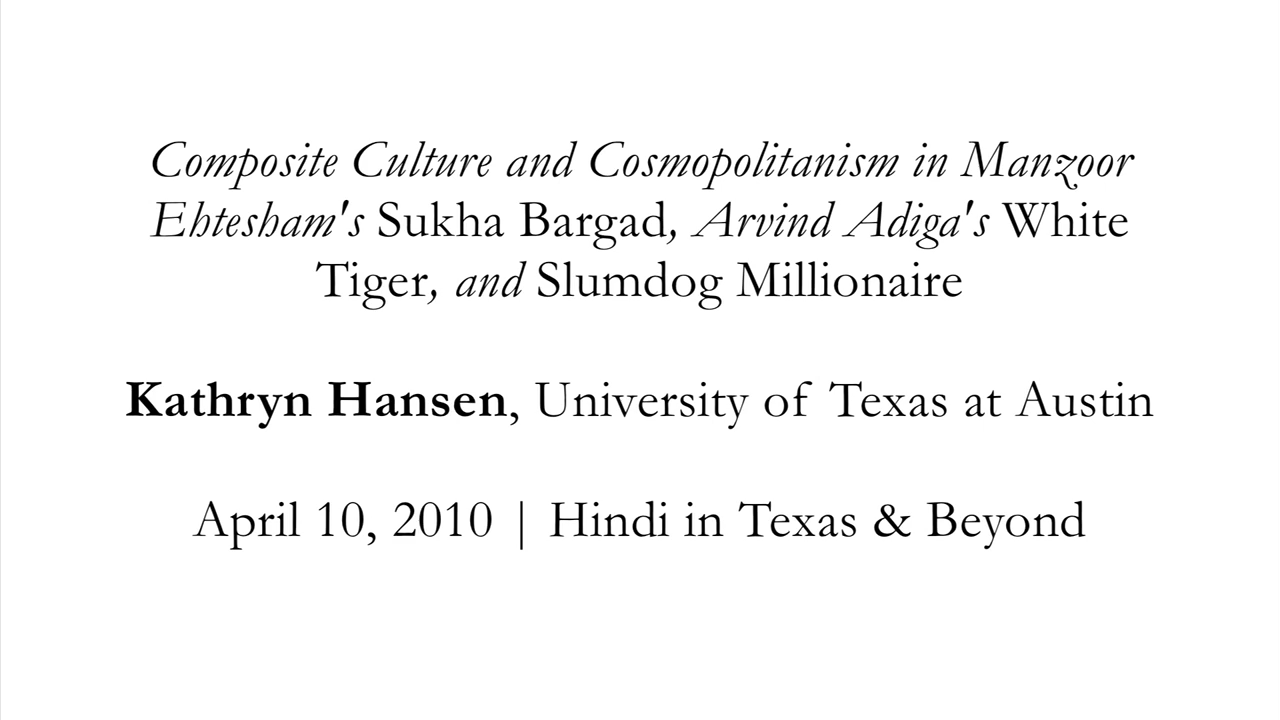 Composite Culture and Cosmopolitanism in Manzoor
Ehtesham's Sukha Bargad, Arvind Adiga's White
Tiger, and Slumdog Millionaire
Kathryn Hansen, University of Texas at Austin
April 10, 2010 | Hindi in Texas & Beyond